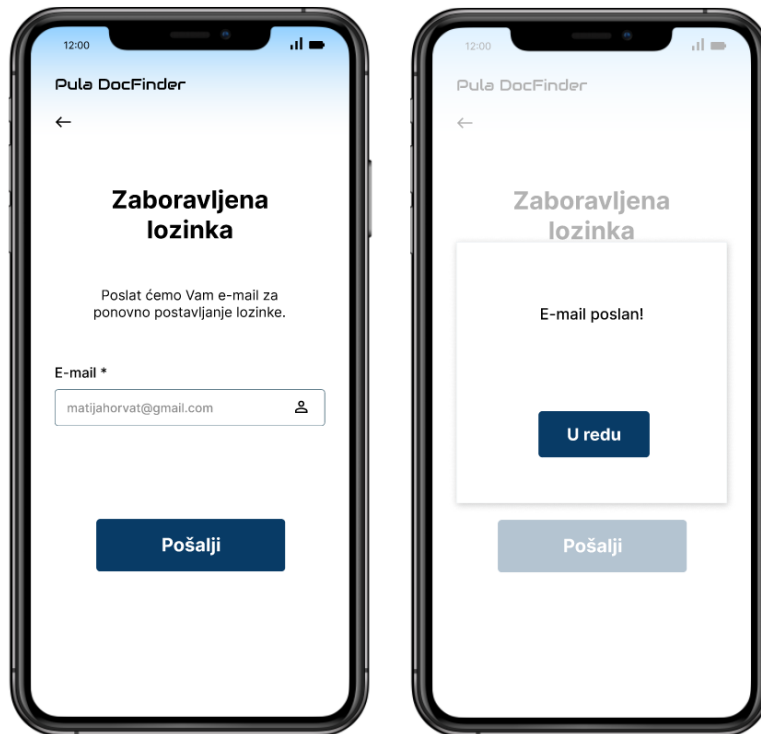 12:00
Pula DocFinder
Zaboravljena
lozinka
Poslat ćemo Vam e-mail za
ponovno postavljanje lozinke.
E-mail *
matijahorvat@gmail.com
Pošalji
12:00
Pula DocFinder
Zaboravljena
lozinka
E-mail poslan!
U redu
Pošalji